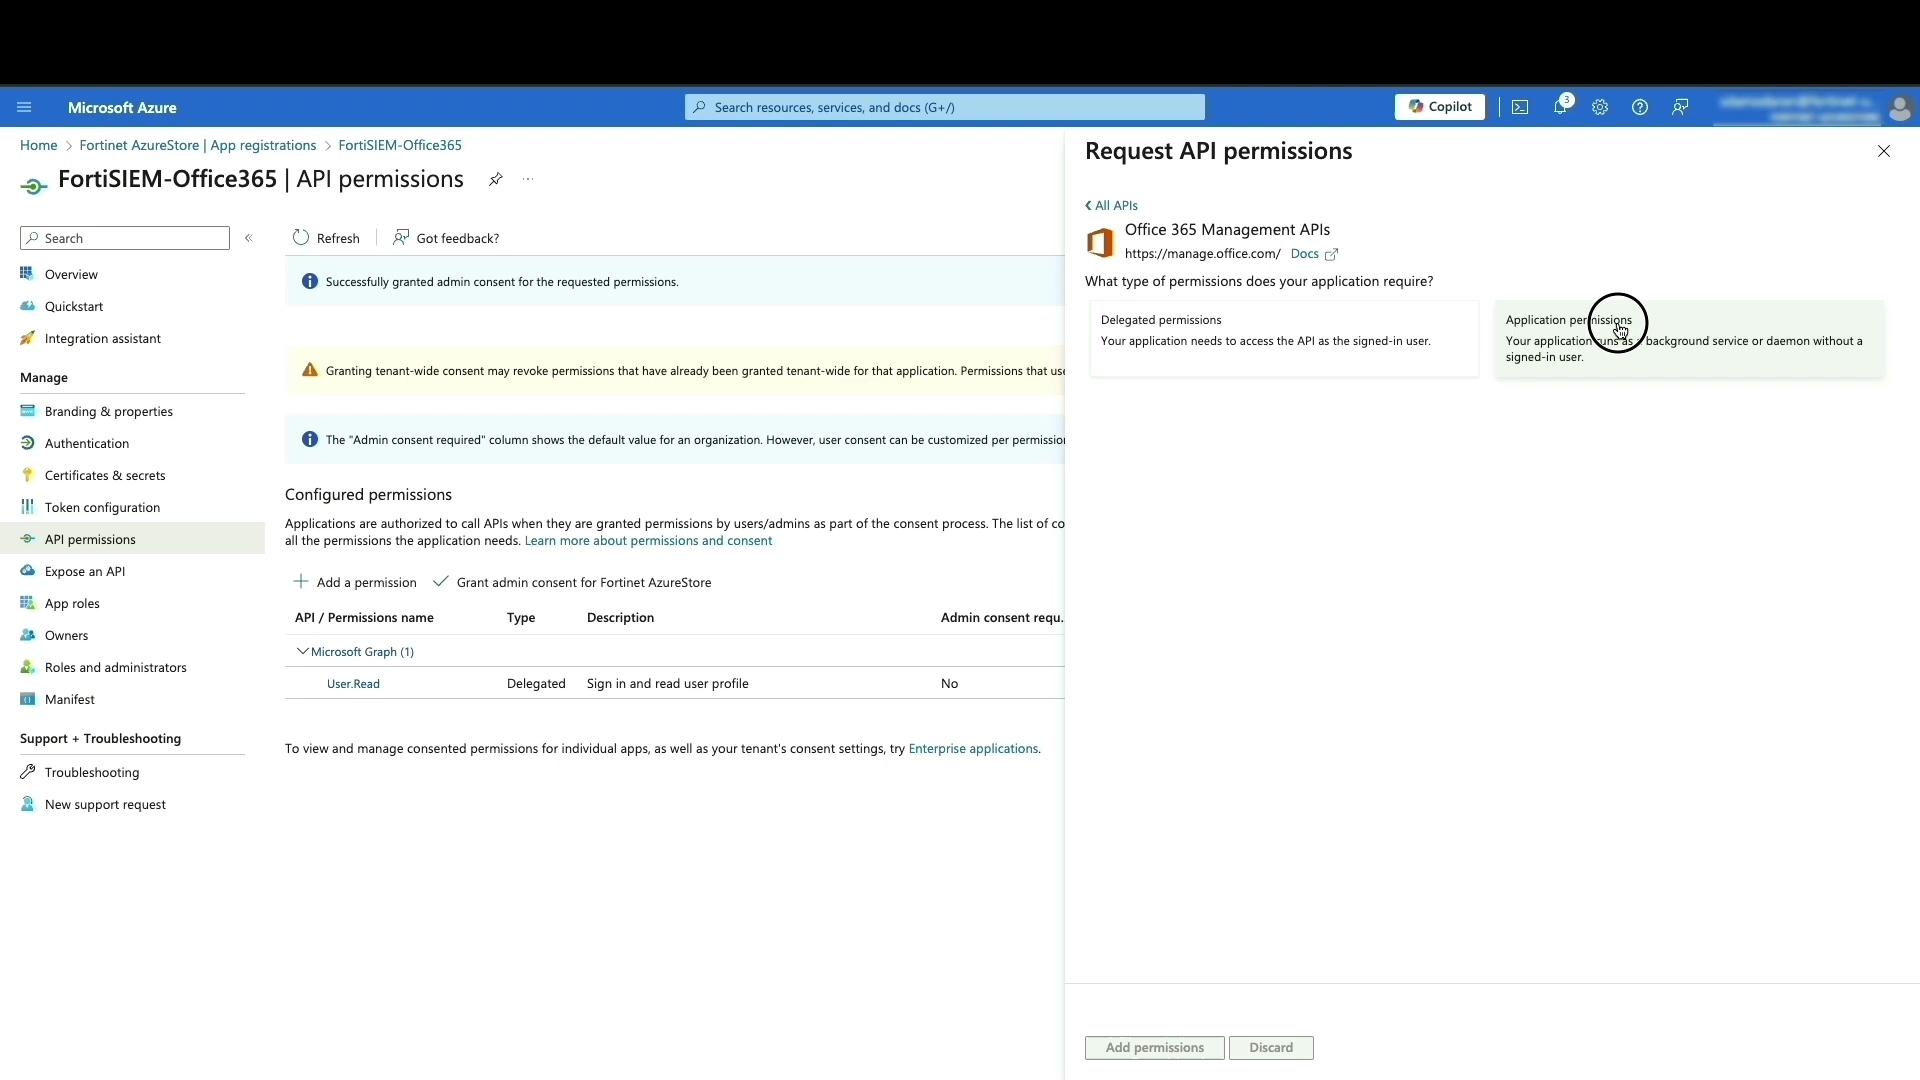 Microsoft Azure
Search resources, services, and docs (G+/)
Copilot
3
Home > Fortinet AzureStore | App registrations > FortiSIEM-Office365
FortiSIEM-Office365 | API permissions
Search
Overview
Quickstart
Integration assistant
Manage
Branding & properties
Authentication
Certificates & secrets
Token configuration
API permissions
Expose an API
App roles
Owners
Roles and administrators
Manifest
Support + Troubleshooting
Troubleshooting
New support request
Refresh
Got feedback?
Successfully granted admin consent for the requested permissions.
Granting tenant-wide consent may revoke permissions that have already been granted tenant-wide for that application. Permissions that use
The "Admin consent required" column shows the default value for an organization. However, user consent can be customized per permission
Configured permissions
Applications are authorized to call APIs when they are granted permissions by users/admins as part of the consent process. The list of co
all the permissions the application needs. Learn more about permissions and consent
Add a permission
Grant admin consent for Fortinet AzureStore
API / Permissions name Type Description Admin consent requ...
Microsoft Graph (1)
User.Read Delegated Sign in and read user profile No
To view and manage consented permissions for individual apps, as well as your tenant's consent settings, try Enterprise applications.
Request API permissions
All APIs
Office 365 Management APIs
https://manage.office.com/ Docs
What type of permissions does your application require?
Delegated permissions
Your application needs to access the API as the signed-in user.
Application permissions
Your application runs as a background service or daemon without a
signed-in user.
Add permissions
Discard